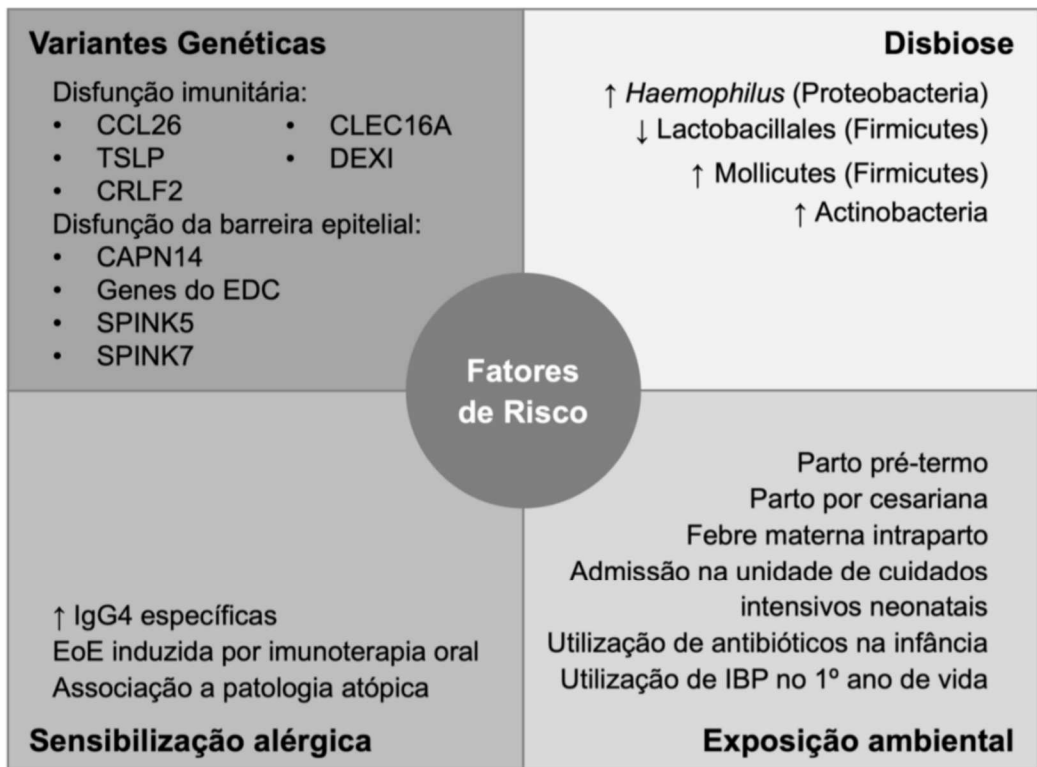 Variantes Genéticas
Disfunção imunitária:
• CCL26 • CLEC16A
• TSLP • DEXI
• CRLF2
Disfunção da barreira epitelial:
• CAPN14
• Genes do EDC
• SPINK5
• SPINK7
Disbiose
↑ Haemophilus (Proteobacteria)
↓ Lactobacillales (Firmicutes)
↑ Mollicutes (Firmicutes)
↑ Actinobacteria
Fatores
de Risco
↑ IgG4 específicas
EoE induzida por imunoterapia oral
Associação a patologia atópica
Sensibilização alérgica
Parto pré-termo
Parto por cesariana
Febre materna intraparto
Admissão na unidade de cuidados
intensivos neonatais
Utilização de antibióticos na infância
Utilização de IBP no 1º ano de vida
Exposição ambiental